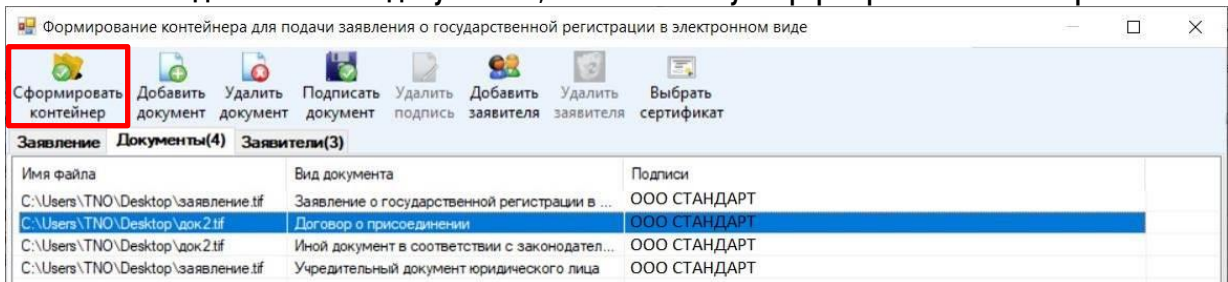 Формирование контейнера для подачи заявления о государственной регистрации в электронном виде
Сформировать контейнер
Добавить документ
Удалить документ
Подписать документ
Удалить подпись
Добавить заявителя
Удалить заявителя
Выбрать сертификат
Заявление Документы(4) Заявители(3)
Имя файла Вид документа Подписи
C:\Users\TNO\Desktop\заявление.tif Заявление о государственной регистрации в ... ООО СТАНДАРТ
C:\Users\TNO\Desktop\док2.tif Договор о присоединении ООО СТАНДАРТ
C:\Users\TNO\Desktop\док2.tif Иной документ в соответствии с законодател... ООО СТАНДАРТ
C:\Users\TNO\Desktop\заявление.tif Учредительный документ юридического лица ООО СТАНДАРТ